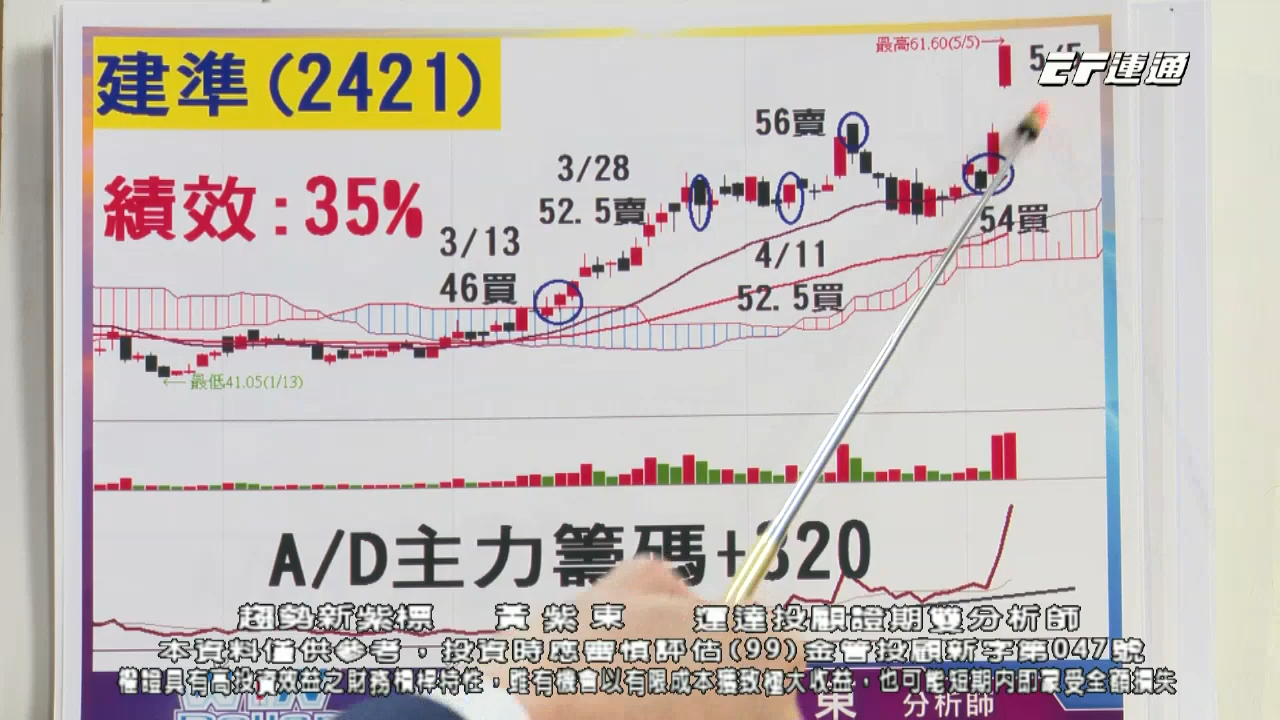 建準(2421)
績效:35%
最高61.60(5/5)
5/5
EF運通
56賣
3/28
52.5賣
3/13
46買
54買
4/11
52.5買
最低41.05(1/13)
A/D主力籌碼+320
趨勢新紫標 黃紫東 運達投顧證期雙分析師
本資料僅供參考，投資時應審慎評估(99)金管投顧新字第047號
權證具有高投資效益之財務槓桿特性，雖有機會以有限成本獲致極大收益，也可能短期內即蒙受全額損失
東 分析師